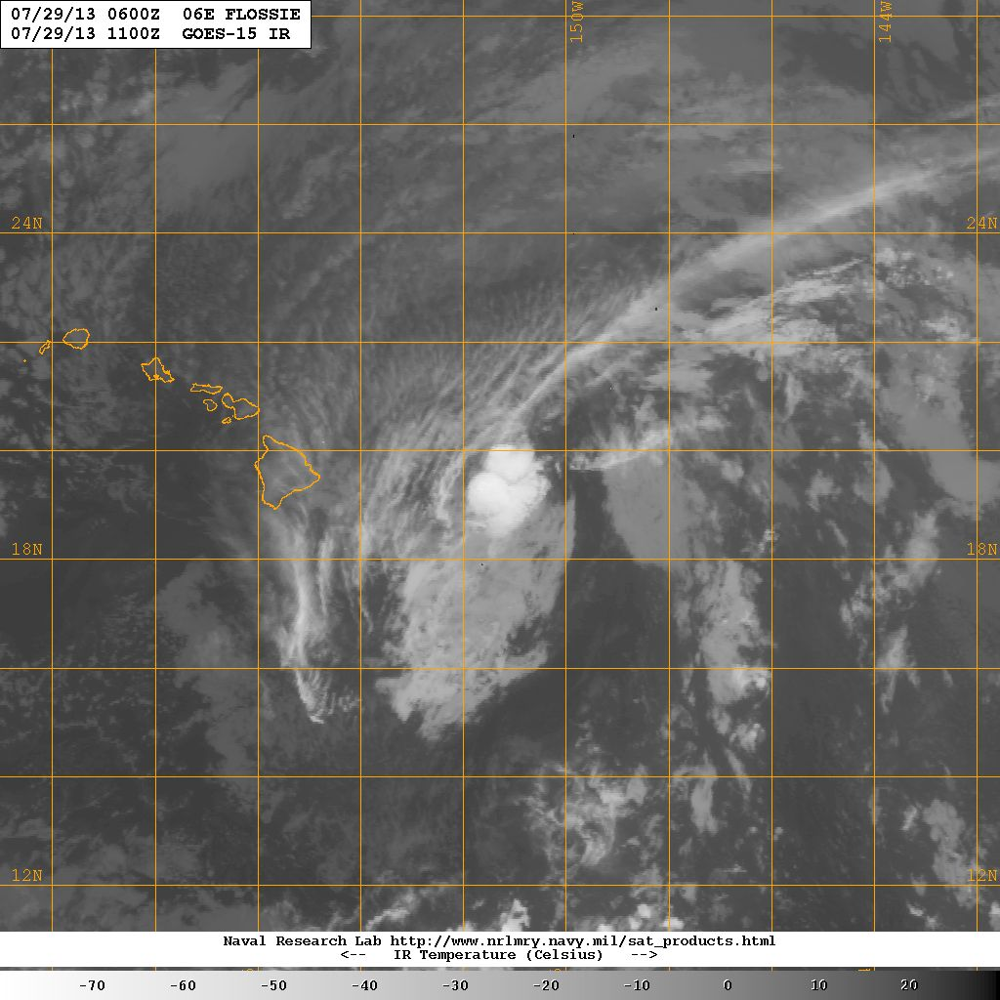 07/29/13 0600Z 06E FLOSSIE
07/29/13 1100Z GOES-15 IR
150W
144W
24N
24N
18N
18N
12N
12N
Naval Research Lab http://www.nrlmry.navy.mil/sat_products.html
<-- IR Temperature (Celsius) -->
-70 -60 -50 -40 -30 -20 -10 0 10 20